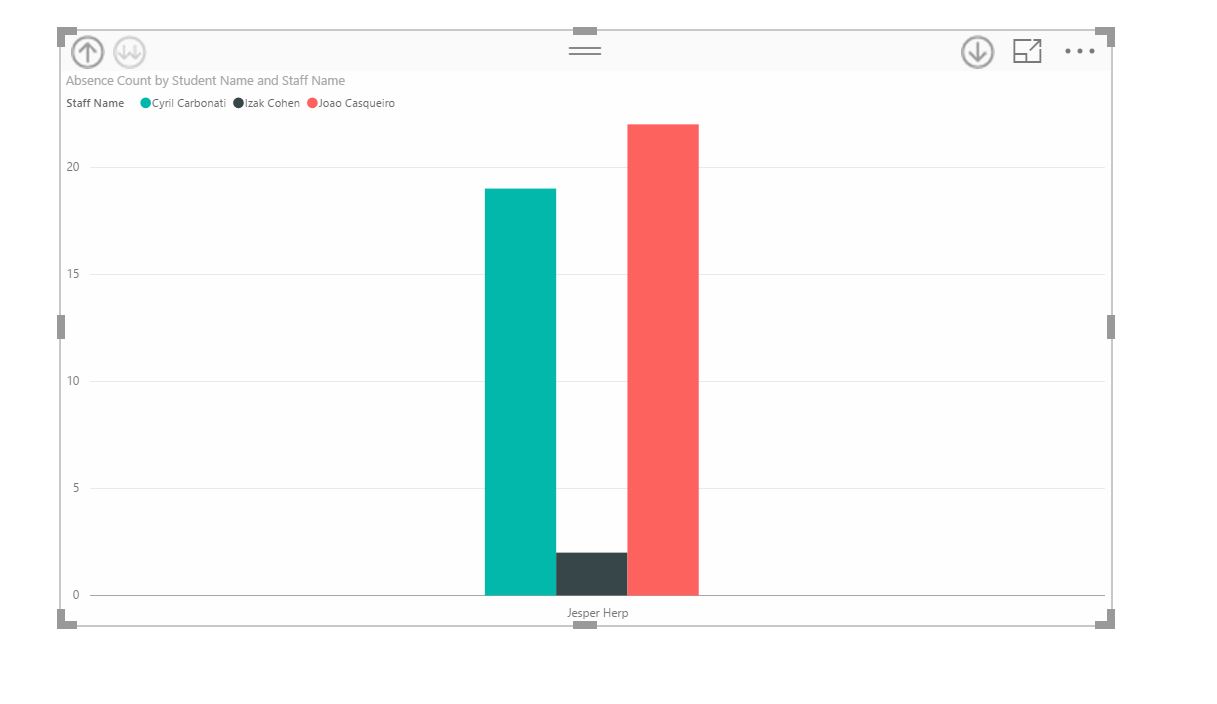 Absence Count by Student Name and Staff Name
Staff Name Cyril Carbonati Izak Cohen Joao Casqueiro
20
15
10
5
0
Jesper Herp